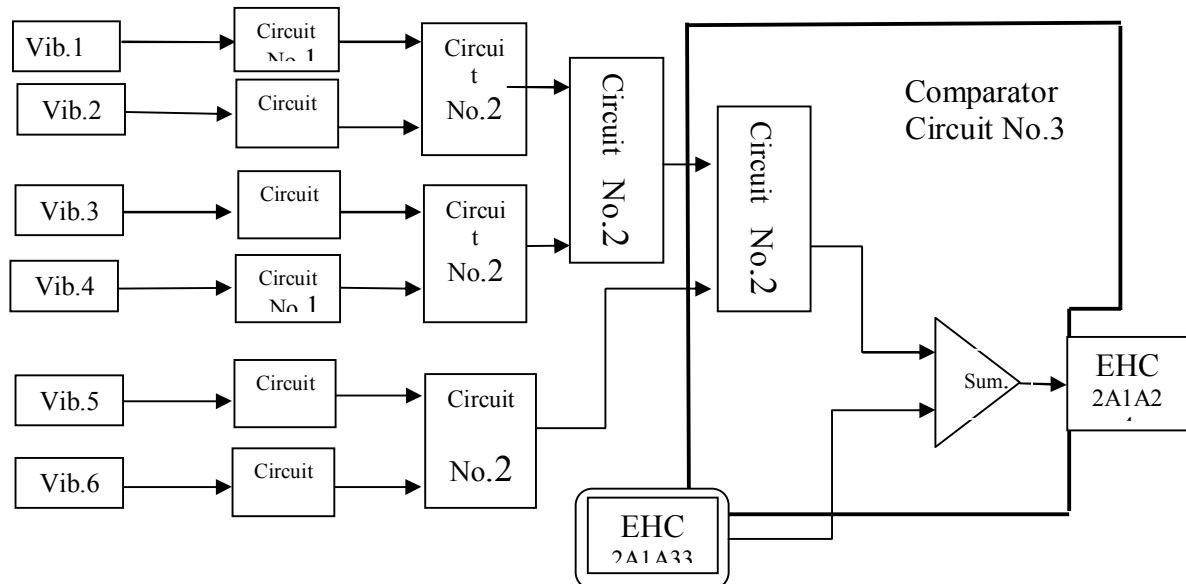 Vib.1
Circuit
No.1
Circui
t
No.2
Vib.2
Circuit
Circuit No.2
Circuit No.2
Comparator
Circuit No.3
Vib.3
Circuit
Circui
t
No.2
Vib.4
Circuit
No.1
Vib.5
Circuit
Circuit
No.2
Vib.6
Circuit
Sum.
EHC
2A1A2
EHC
2A1A33